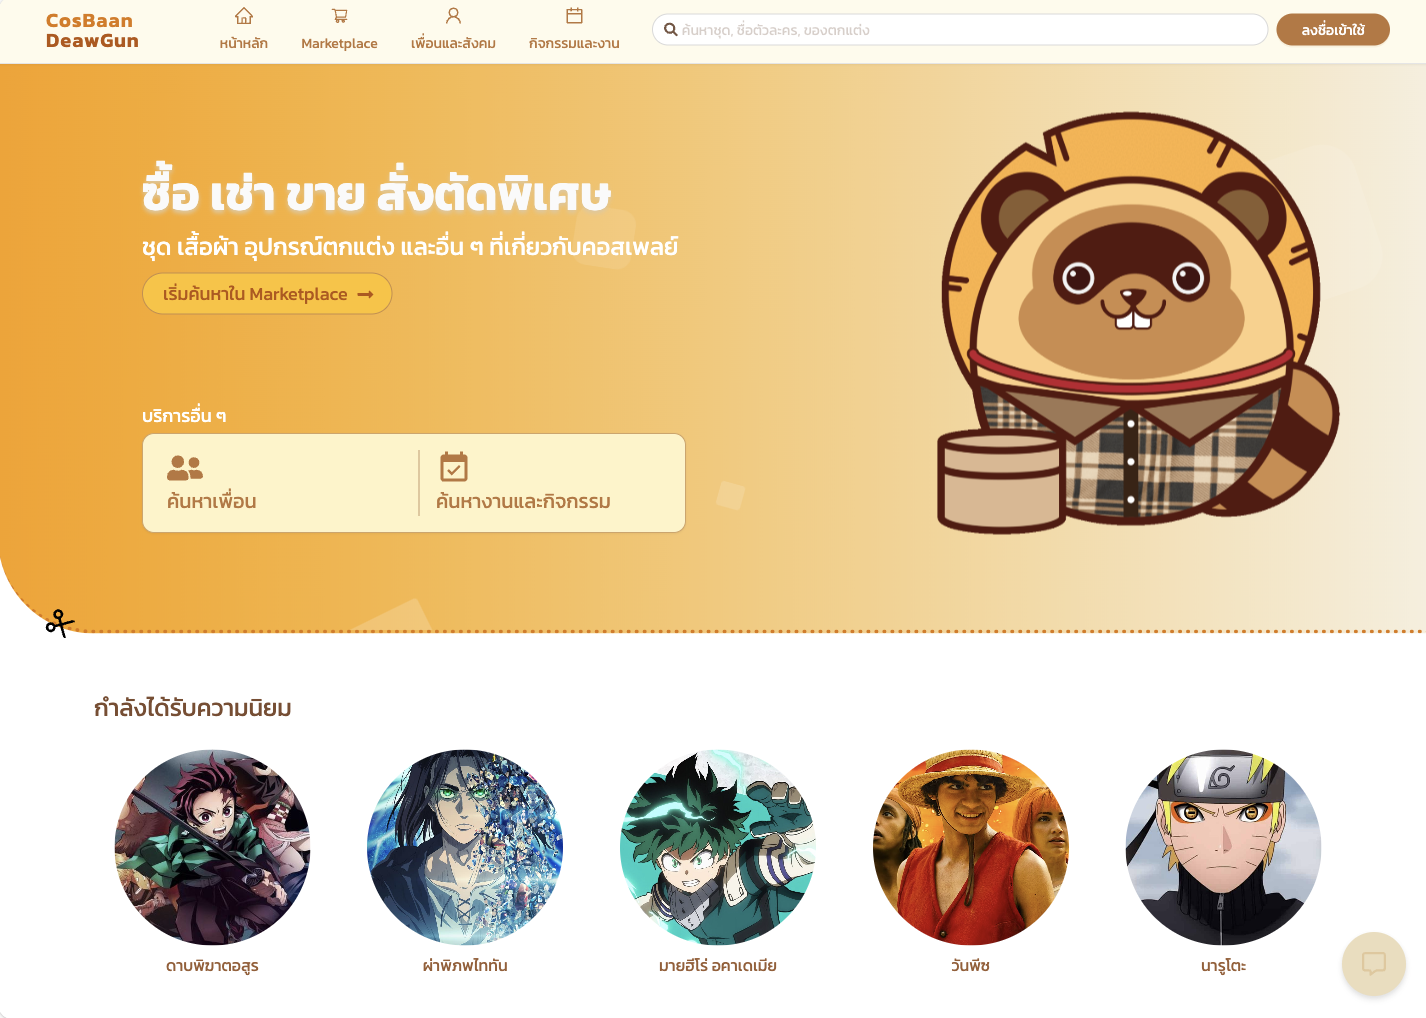 CosBaan
DeawGun
หน้าหลัก
Marketplace
เพื่อนและสังคม
กิจกรรมและงาน
ค้นหาชุด, ชื่อตัวละคร, ของตกแต่ง
ลงชื่อเข้าใช้
ซื้อ เช่า ขาย สั่งตัดพิเศษ
ชุด เสื้อผ้า อุปกรณ์ตกแต่ง และอื่น ๆ ที่เกี่ยวกับคอสเพลย์
เริ่มค้นหาใน Marketplace
บริการอื่น ๆ
ค้นหาเพื่อน
ค้นหางานและกิจกรรม
กำลังได้รับความนิยม
ดาบพิฆาตอสูร
ผ่าพิภพไททัน
มายฮีโร่ อคาเดเมีย
วันพีซ
นารูโตะ